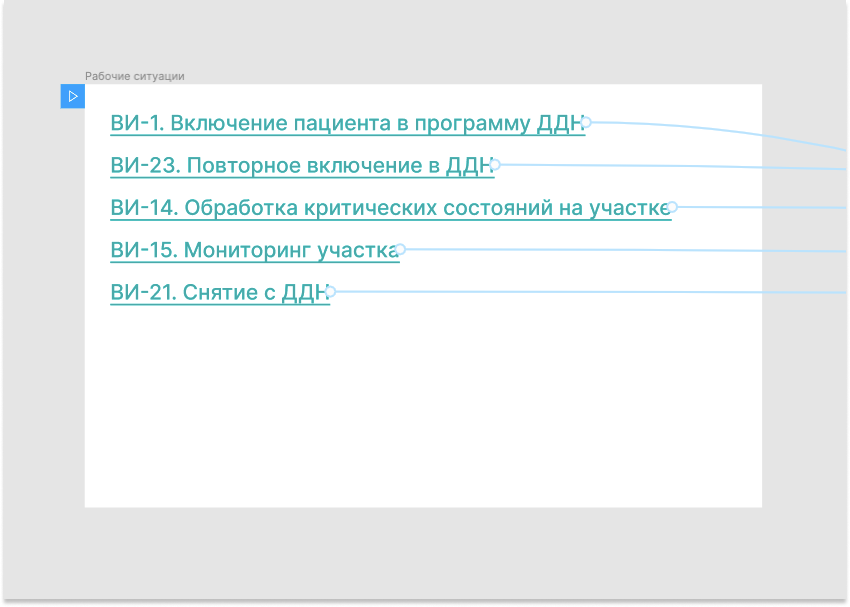 Рабочие ситуации
ВИ-1. Включение пациента в программу ДДН
ВИ-23. Повторное включение в ДДН
ВИ-14. Обработка критических состояний на участке
ВИ-15. Мониторинг участка
ВИ-21. Снятие с ДДН